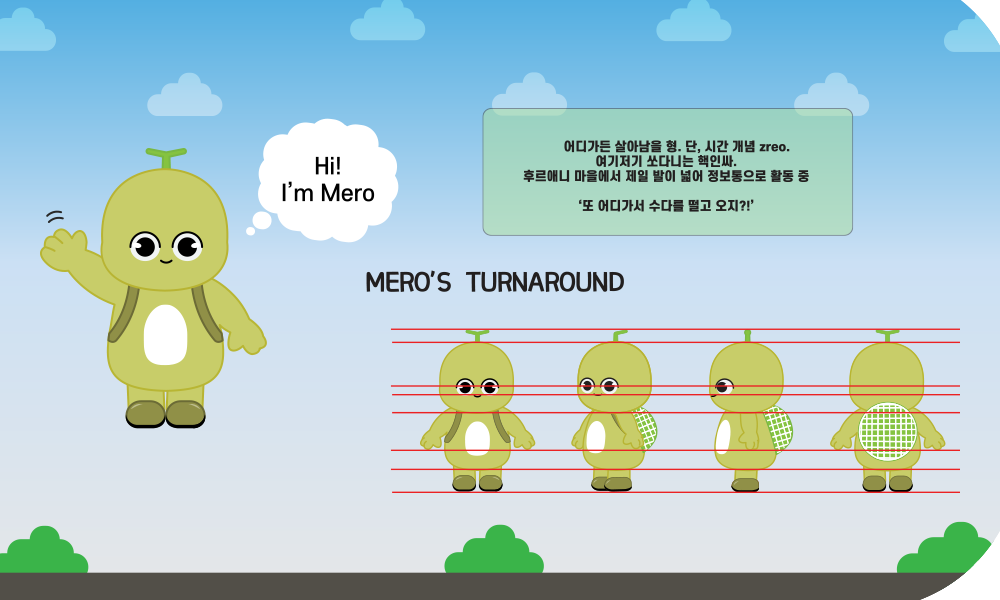 Hi!
I'm Mero
어디가든 살아남을 형. 단, 시간 개념 zreo.
여기저기 쏘다니는 핵인싸.
후르애니 마을에서 제일 발이 넓어 정보통으로 활동 중
‘또 어디가서 수다를 떨고 오지?!’
MERO'S TURNAROUND